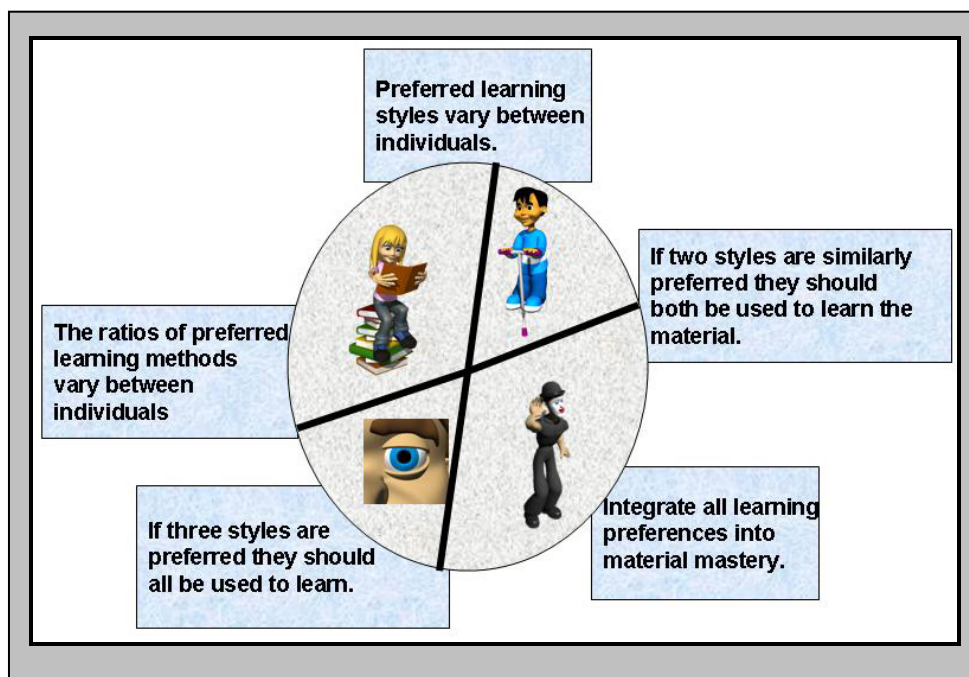 Preferred learning
styles vary between
individuals.
If two styles are similarly
preferred they should
both be used to learn the
material.
The ratios of preferred
learning methods
vary between
individuals
If three styles are
preferred they should
all be used to learn.
Integrate all learning
preferences into
material mastery.